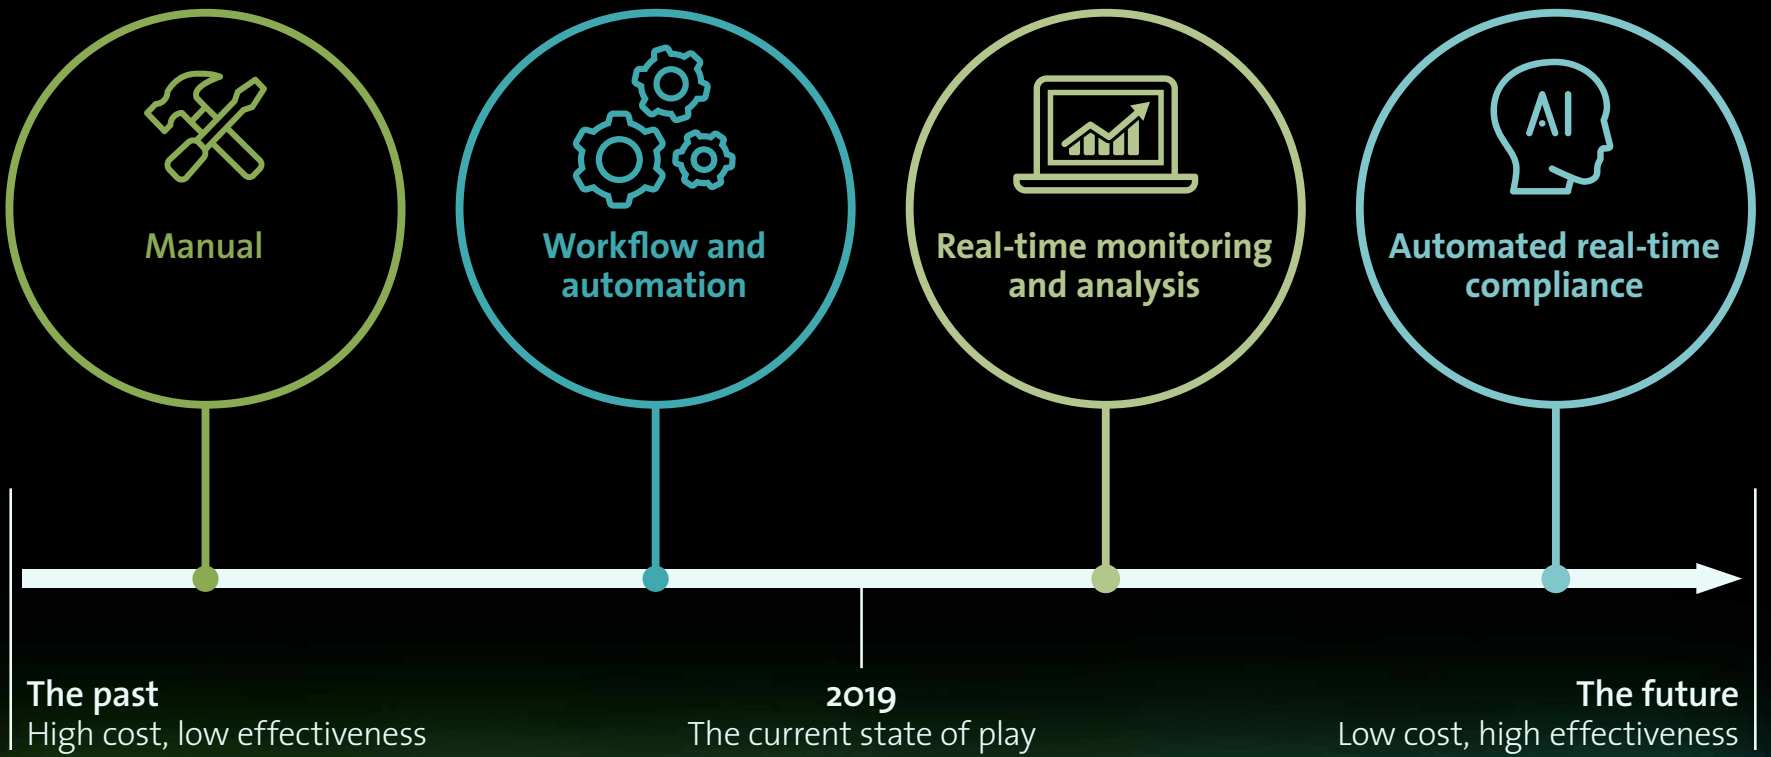 AI
Manual
Workflow and
automation
Real-time monitoring
and analysis
Automated real-time
compliance
The past
High cost, low effectiveness
2019
The current state of play
The future
Low cost, high effectiveness